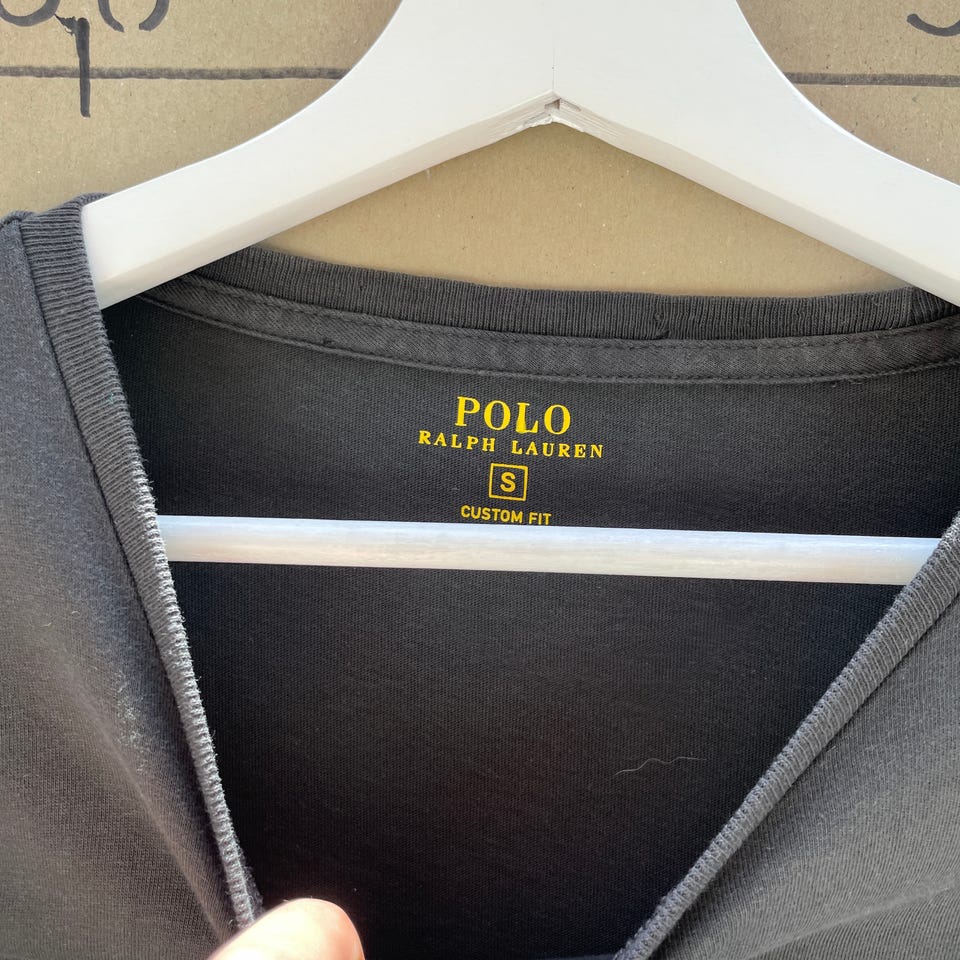 POLO
RALPH LAUREN
S
CUSTOM FIT